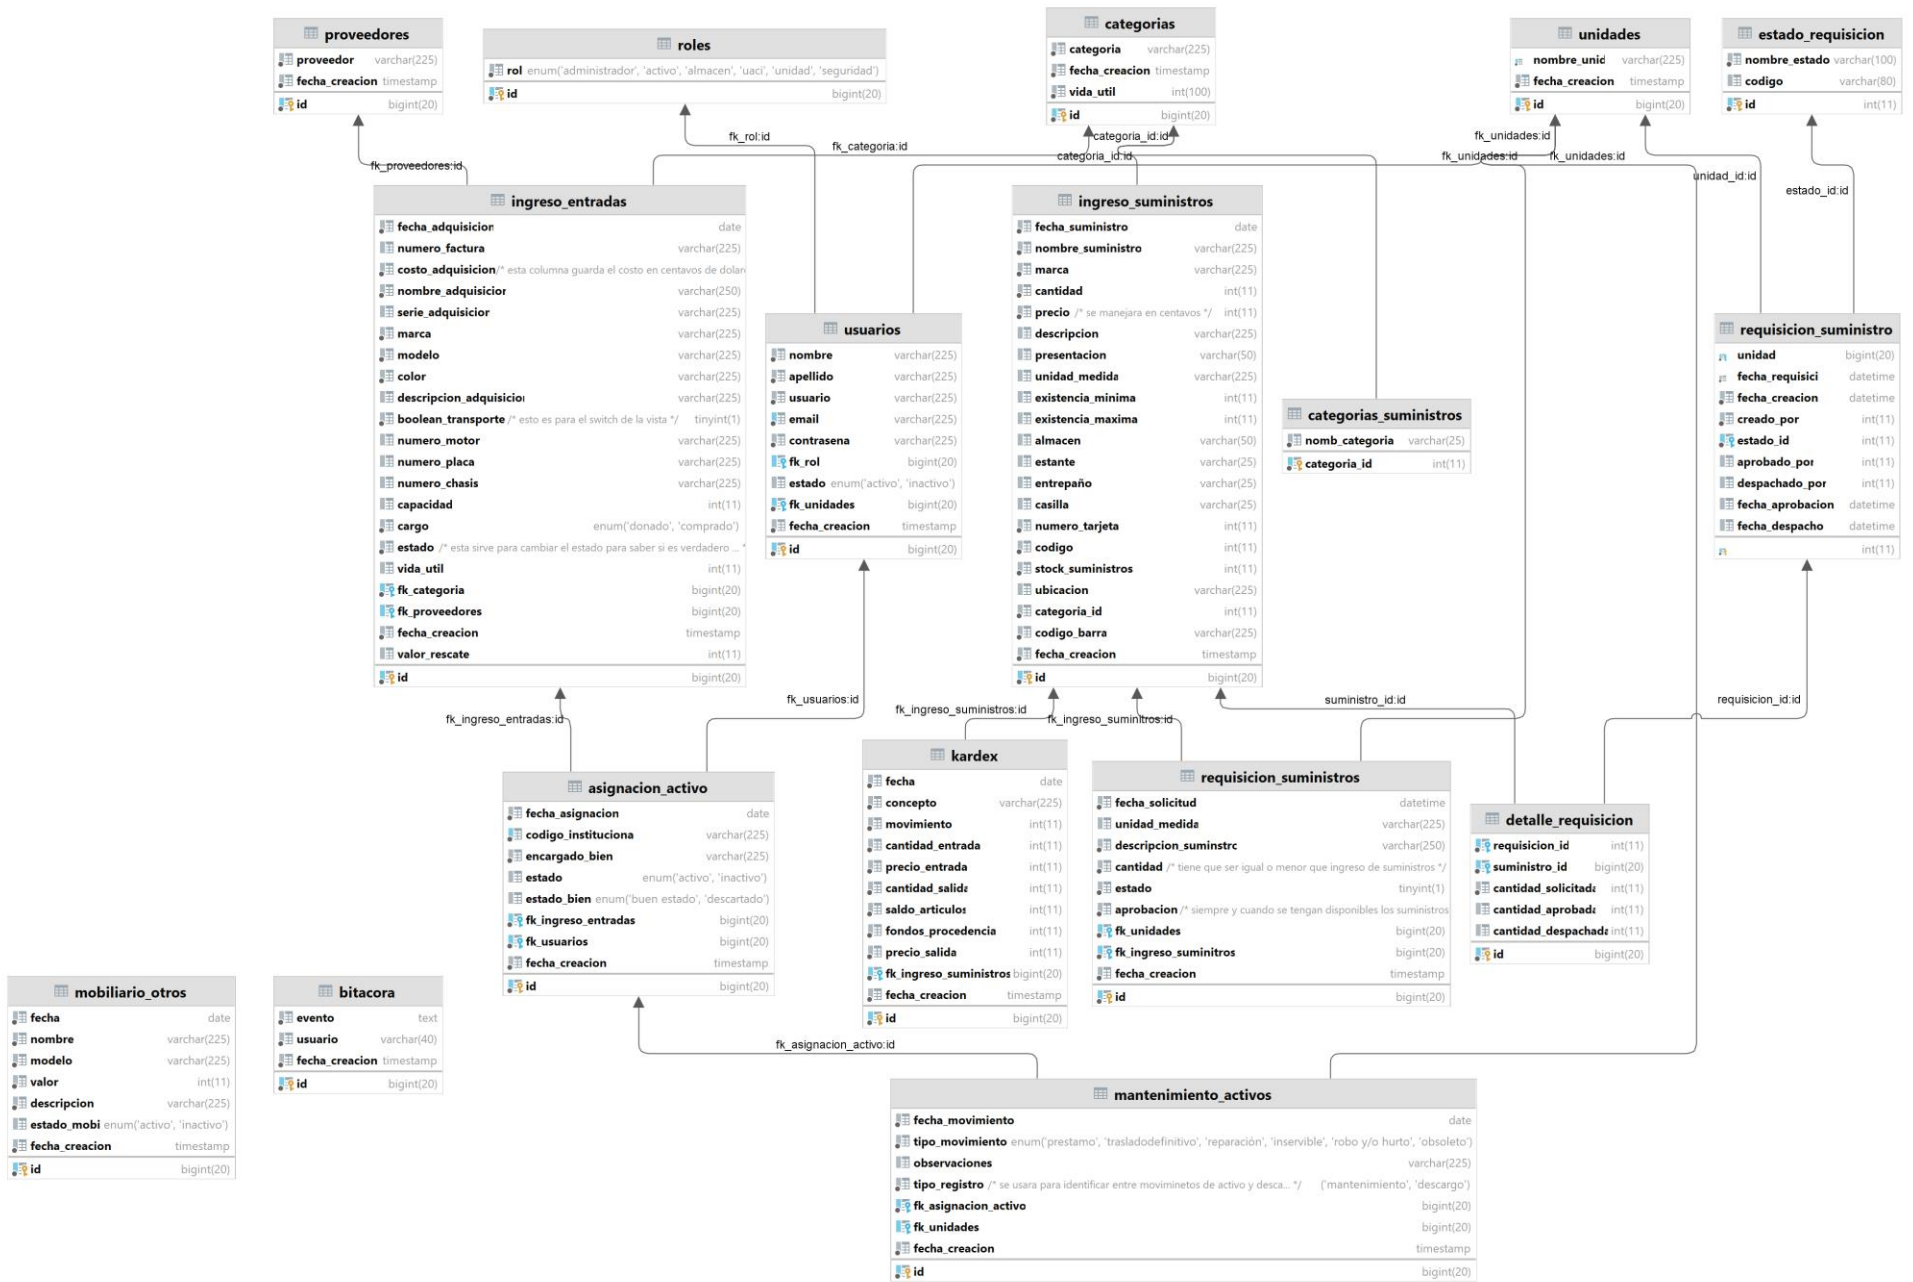 proveedores
proveedor varchar(225)
fecha_creacion timestamp
id bigint(20)
roles
rol enum('administrador', 'activo', 'almacen', 'uaci', 'unidad', 'seguridad')
id bigint(20)
categorias
categoria varchar(225)
fecha_creacion timestamp
vida_util int(100)
id bigint(20)
unidades
nombre_unid varchar(225)
fecha_creacion timestamp
id bigint(20)
estado_requisicion
nombre_estado varchar(100)
codigo varchar(80)
id int(11)
fk_proveedores:id
fk_rol:id
fk_categoria:id
categoria_id:id
categoria_id:id
fk_unidades:id
fk_unidades:id
fk_unidades:id
unidad_id:id
estado_id:id
ingreso_entradas
fecha_adquisicion date
numero_factura varchar(225)
costo_adquisicion /* esta columna guarda el costo en centavos de dolar
nombre_adquisicior varchar(250)
serie_adquisicior varchar(225)
marca varchar(225)
modelo varchar(225)
color varchar(225)
descripcion_adquisicio varchar(225)
boolean_transporte /* esto es para el switch de la vista */ tinyint(1)
numero_motor varchar(225)
numero_placa varchar(225)
numero_chasis varchar(225)
capacidad int(11)
cargo enum('donado', 'comprado')
estado /* esta sirve para cambiar el estado para saber si es verdadero ... *
vida_util int(11)
fk_categoria bigint(20)
fk_proveedores bigint(20)
fecha_creacion timestamp
valor_rescate int(11)
id bigint(20)
usuarios
nombre varchar(225)
apellido varchar(225)
usuario varchar(225)
email varchar(225)
contrasena varchar(225)
fk_rol bigint(20)
estado enum('activo', 'inactivo')
fk_unidades bigint(20)
fecha_creacion timestamp
id bigint(20)
ingreso_suministros
fecha_suministro date
nombre_suministro varchar(225)
marca varchar(225)
cantidad int(11)
precio /* se manejara en centavos */ int(11)
descripcion varchar(225)
presentacion varchar(50)
unidad_medida varchar(225)
existencia_minima int(11)
existencia_maxima int(11)
almacen varchar(50)
estante varchar(25)
entrepaño varchar(25)
casilla varchar(25)
numero_tarjeta int(11)
codigo int(11)
stock_suministros int(11)
ubicacion varchar(225)
categoria_id int(11)
codigo_barra varchar(225)
fecha_creacion timestamp
id bigint(20)
categorias_suministros
nomb_categoria varchar(25)
categoria_id int(11)
requisicion_suministro
unidad bigint(20)
fecha_requisici datetime
fecha_creacion datetime
creado_por int(11)
estado_id int(11)
aprobado_por int(11)
despachado_por int(11)
fecha_aprobacion datetime
fecha_despacho datetime
int(11)
fk_ingreso_entradas:id
fk_usuarios:id
fk_ingreso_suministros:id
fk_ingreso_suminitros:id
suministro_id:id
requisicion_id:id
asignacion_activo
fecha_asignacion date
codigo_instituciona varchar(225)
encargado_bien varchar(225)
estado enum('activo', 'inactivo')
estado_bien enum('buen estado', 'descartado')
fk_ingreso_entradas bigint(20)
fk_usuarios bigint(20)
fecha_creacion timestamp
id bigint(20)
kardex
fecha date
concepto varchar(225)
movimiento int(11)
cantidad_entrada int(11)
precio_entrada int(11)
cantidad_salida int(11)
saldo_articulos int(11)
fondos_procedencia int(11)
precio_salida int(11)
fk_ingreso_suministros bigint(20)
fecha_creacion timestamp
id bigint(20)
requisicion_suministros
fecha_solicitud datetime
unidad_medida varchar(225)
descripcion_suminstrc varchar(250)
cantidad /* tiene que ser igual o menor que ingreso de suministros */
estado tinyint(1)
aprobacion /* siempre y cuando se tengan disponibles los suministros
fk_unidades bigint(20)
fk_ingreso_suminitros bigint(20)
fecha_creacion timestamp
id bigint(20)
detalle_requisicion
requisicion_id int(11)
suministro_id bigint(20)
cantidad_solicitada int(11)
cantidad_aprobada int(11)
cantidad_despachada int(11)
id bigint(20)
mobiliario_otros
fecha date
nombre varchar(225)
modelo varchar(225)
valor int(11)
descripcion varchar(225)
estado_mobi enum('activo', 'inactivo')
fecha_creacion timestamp
id bigint(20)
bitacora
evento text
usuario varchar(40)
fecha_creacion timestamp
id bigint(20)
fk_asignacion_activo:id
mantenimiento_activos
fecha_movimiento date
tipo_movimiento enum('prestamo', 'trasladodefinitivo', 'reparación', 'inservible', 'robo y/o hurto', 'obsoleto')
observaciones varchar(225)
tipo_registro /* se usara para identificar entre moviminetos de activo y desca... */ ('mantenimiento', 'descargo')
fk_asignacion_activo bigint(20)
fk_unidades bigint(20)
fecha_creacion timestamp
id bigint(20)